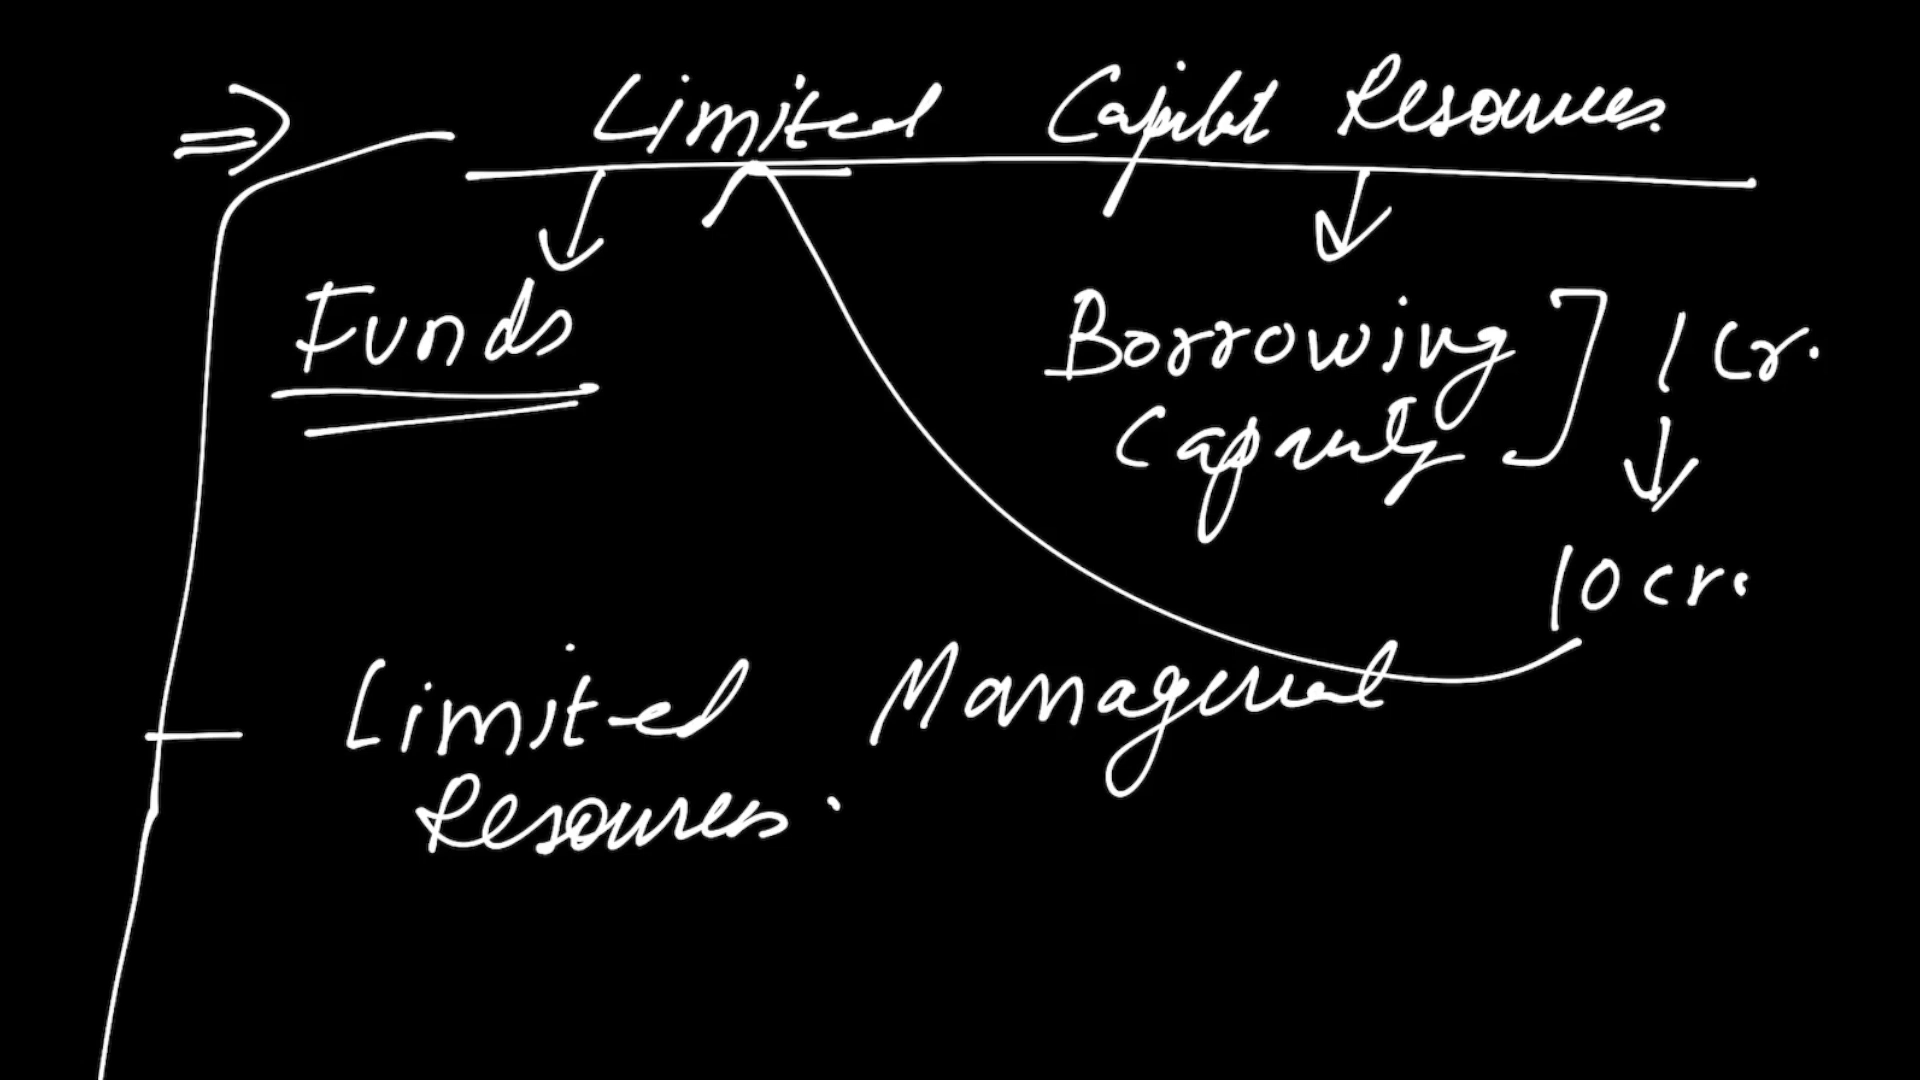 ⇒ Limited Capital Resources.
Funds
Borrowing Capacity ] 1 Cr.
↓
10 cr.
Limited Managerial
Resources.